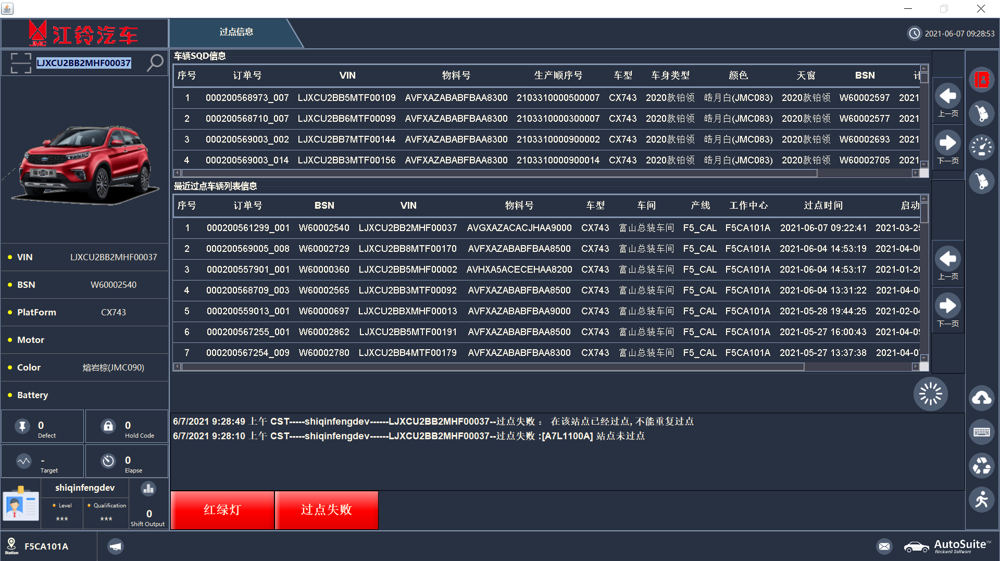 JMC 江铃汽车
过点信息
2021-06-07 09:28:53
LJXCU2BB2MHF00037
VIN LJXCU2BB2MHF00037
BSN W60002540
PlatForm CX743
Motor
Color 熔岩棕(JMC090)
Battery
0 Defect
0 Hold Code
- Target
0 Elapse
shiqinfengdev
Level ***
Qualification ***
0 Shift Output
车辆SQD信息
序号 订单号 VIN 物料号 生产顺序号 车型 车身类型 颜色 天窗 BSN
1 000200568973_007 LJXCU2BB5MTF00109 AVFXAZABABFBAA8300 2103310000500007 CX743 2020款铂领 皓月白(JMC083) 2020款铂领 W60002597 2021
2 000200568710_007 LJXCU2BB6MTF00099 AVFXAZABABFBAA8300 2103310000300007 CX743 2020款铂领 皓月白(JMC083) 2020款铂领 W60002577 2021
3 000200569003_002 LJXCU2BB7MTF00144 AVFXAZABABFBAA8300 2103310000900002 CX743 2020款铂领 皓月白(JMC083) 2020款铂领 W60002693 2021
4 000200569003_014 LJXCU2BB3MTF00156 AVFXAZABABFBAA8300 2103310000900014 CX743 2020款铂领 皓月白(JMC083) 2020款铂领 W60002705 2021
上一页
下一页
最近过点车辆列表信息
序号 订单号 BSN VIN 物料号 车型 车间 产线 工作中心 过点时间 启动
1 000200561299_001 W60002540 LJXCU2BB2MHF00037 AVGXAZACACJHAA9000 CX743 富山总装车间 F5_CAL F5CA101A 2021-06-07 09:22:41 2021-03-25
2 000200569005_008 W60002729 LJXCU2BB8MTF00170 AVFXAZABABFBAA8500 CX743 富山总装车间 F5_CAL F5CA101A 2021-06-04 14:53:19 2021-04-0
3 000200557901_001 W60000360 LJXCU2BB5MHF00002 AVHXA5ACECEHAA8200 CX743 富山总装车间 F5_CAL F5CA101A 2021-06-04 14:53:17 2021-01-2
4 000200568709_003 W60002565 LJXCU2BB3MTF00092 AVFXAZABABFBAA8500 CX743 富山总装车间 F5_CAL F5CA101A 2021-06-04 13:31:22 2021-04-0
5 000200559013_001 W60000697 LJXCU2BBXMHF00013 AVFXAZABABFBAA9000 CX743 富山总装车间 F5_CAL F5CA101A 2021-05-28 19:44:25 2021-02-04
6 000200567255_001 W60002862 LJXCU2BB5MTF00191 AVFXAZABABFBAA8500 CX743 富山总装车间 F5_CAL F5CA101A 2021-05-27 16:00:43 2021-04-09
7 000200567254_009 W60002780 LJXCU2BB4MTF00179 AVFXAZABABFBAA8300 CX743 富山总装车间 F5_CAL F5CA101A 2021-05-27 13:37:38 2021-04-0
上一页
下一页
6/7/2021 9:28:49 上午 CST-----shiqinfengdev------LJXCU2BB2MHF00037--过点失败 ： 在该站点已经过点, 不能重复过点
6/7/2021 9:28:10 上午 CST-----shiqinfengdev------LJXCU2BB2MHF00037--过点失败 :[A7L1100A] 站点未过点
红绿灯
过点失败
Station F5CA101A
AutoSuite™
Rockwell Software